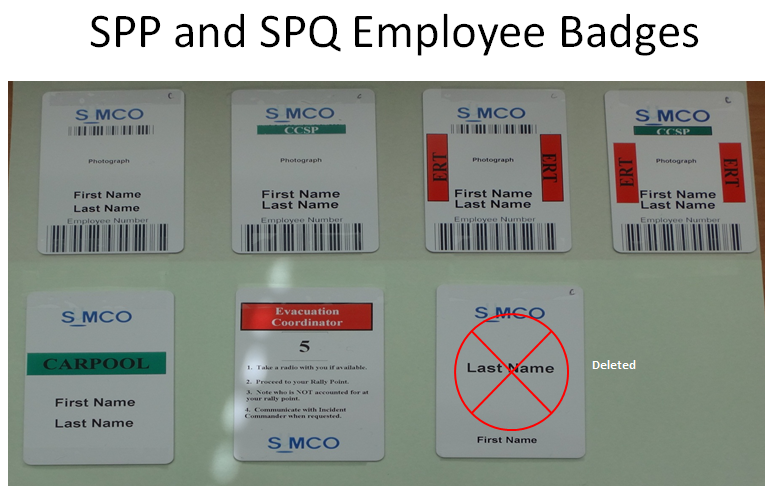 SPP and SPQ Employee Badges
S_MCO
Photograph
First Name
Last Name
Employee Number
S_MCO
CCSP
Photograph
First Name
Last Name
Employee Number
S_MCO
ERT
Photograph
ERT
First Name
Last Name
Employee Number
S_MCO
CCSP
ERT
Photograph
ERT
First Name
Last Name
Employee Number
S_MCO
CARPOOL
First Name
Last Name
Evacuation
Coordinator
5
1. Take a radio with you if available.
2. Proceed to your Rally Point.
3. Note who is NOT accounted for at
your rally point.
4. Communicate with Incident
Commander when requested.
S_MCO
S_MCO
Last Name
First Name
Deleted